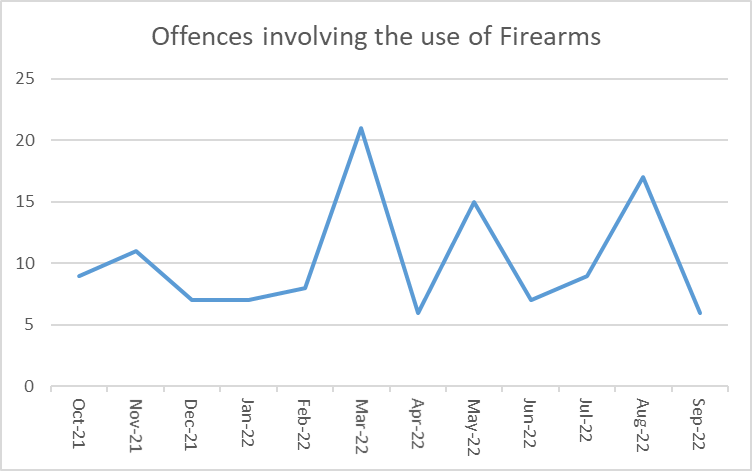 Offences involving the use of Firearms
25
20
15
10
5
0
Oct-21
Nov-21
Dec-21
Jan-22
Feb-22
Mar-22
Apr-22
May-22
Jun-22
Jul-22
Aug-22
Sep-22